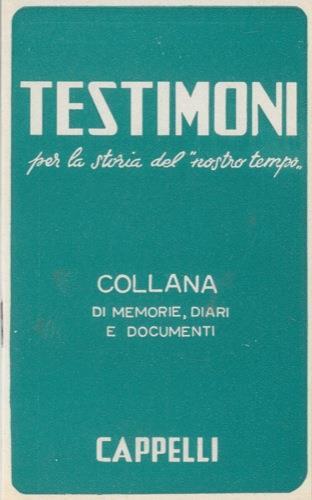 TESTIMONI
per la storia del "nostro tempo„
COLLANA
DI MEMORIE, DIARI
E DOCUMENTI
CAPPELLI